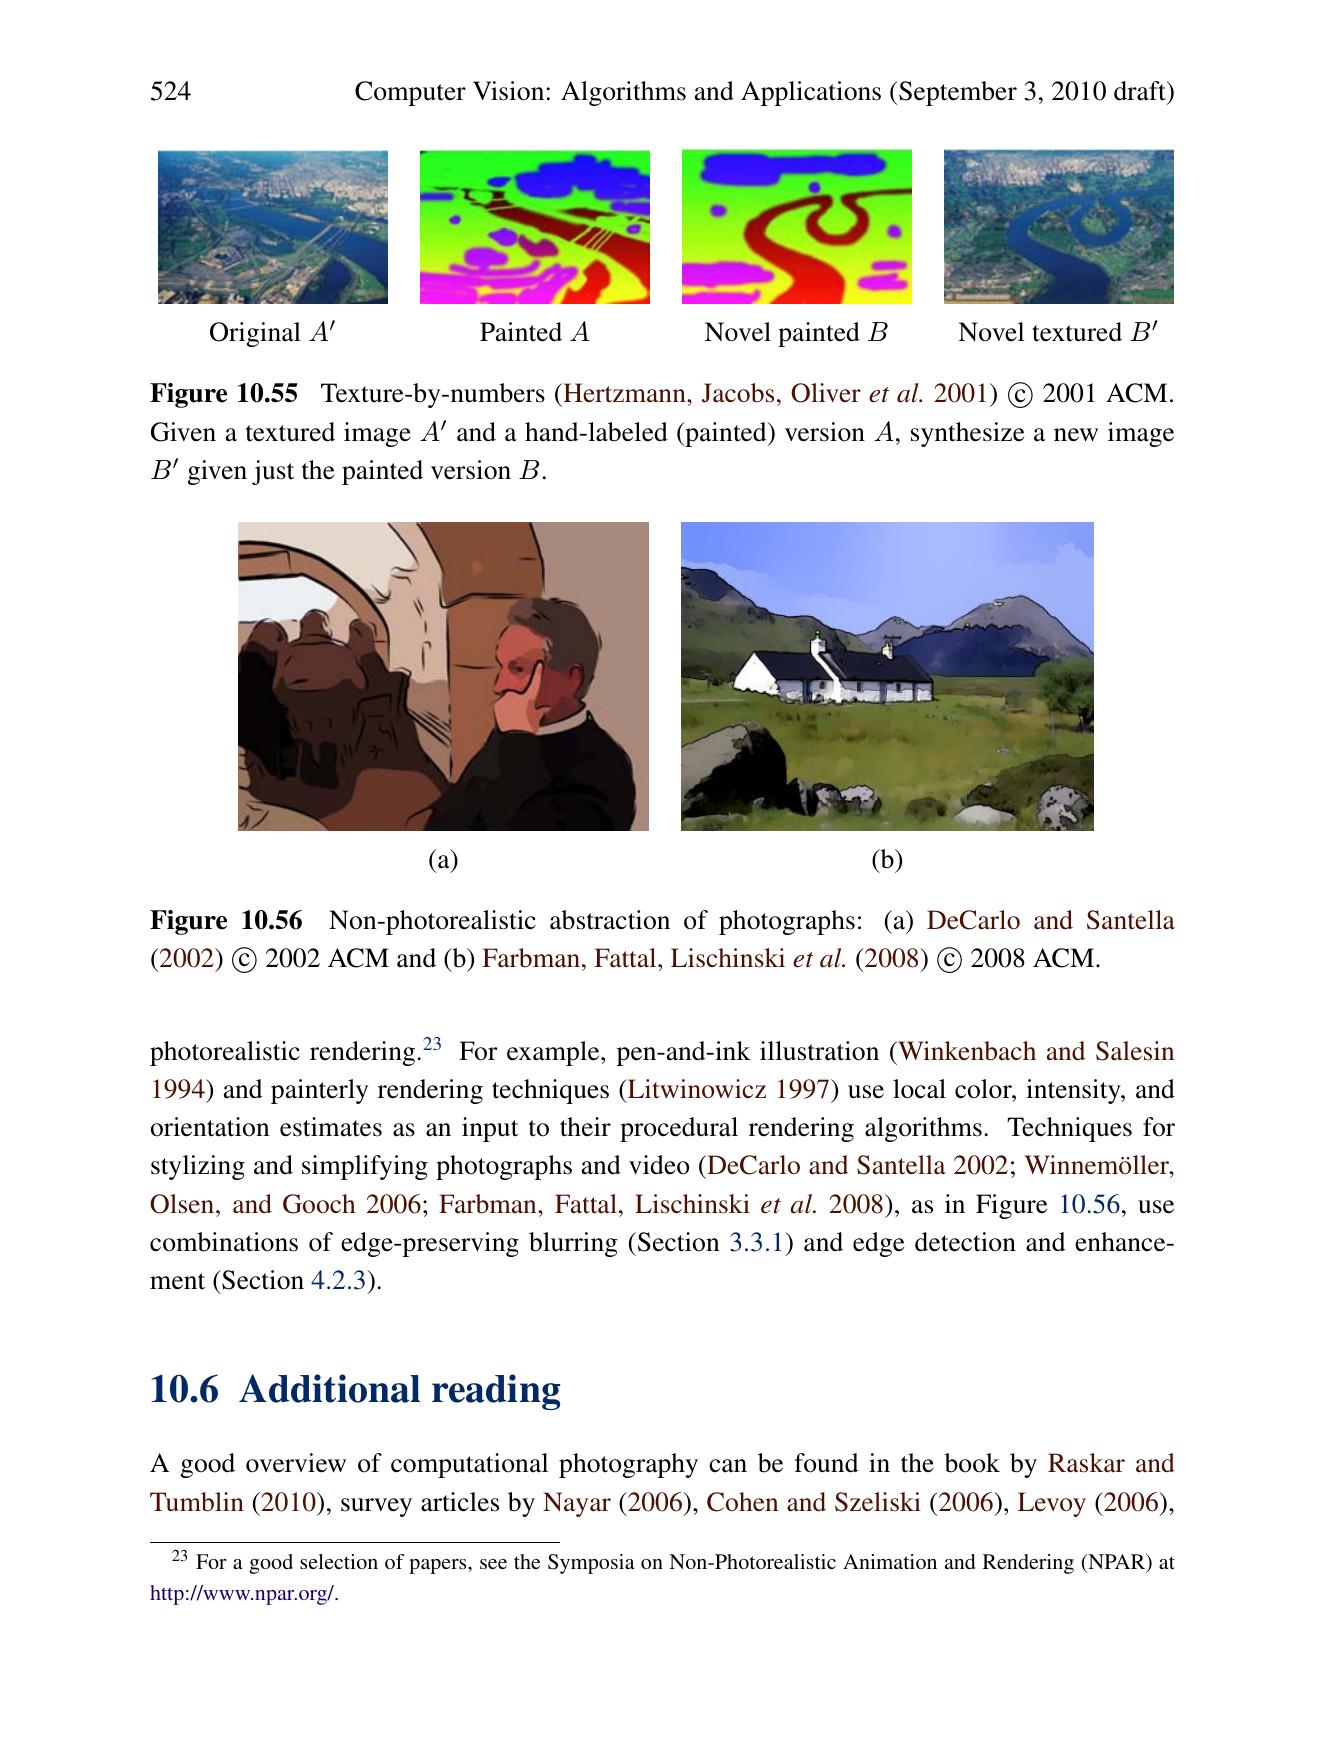 524 Computer Vision: Algorithms and Applications (September 3, 2010 draft)
Original A′ Painted A Novel painted B Novel textured B′
Figure 10.55 Texture-by-numbers (Hertzmann, Jacobs, Oliver et al. 2001) © 2001 ACM.
Given a textured image A′ and a hand-labeled (painted) version A, synthesize a new image
B′ given just the painted version B.
(a) (b)
Figure 10.56 Non-photorealistic abstraction of photographs: (a) DeCarlo and Santella
(2002) © 2002 ACM and (b) Farbman, Fattal, Lischinski et al. (2008) © 2008 ACM.
photorealistic rendering.23 For example, pen-and-ink illustration (Winkenbach and Salesin
1994) and painterly rendering techniques (Litwinowicz 1997) use local color, intensity, and
orientation estimates as an input to their procedural rendering algorithms. Techniques for
stylizing and simplifying photographs and video (DeCarlo and Santella 2002; Winnemöller,
Olsen, and Gooch 2006; Farbman, Fattal, Lischinski et al. 2008), as in Figure 10.56, use
combinations of edge-preserving blurring (Section 3.3.1) and edge detection and enhance-
ment (Section 4.2.3).
10.6 Additional reading
A good overview of computational photography can be found in the book by Raskar and
Tumblin (2010), survey articles by Nayar (2006), Cohen and Szeliski (2006), Levoy (2006),
23 For a good selection of papers, see the Symposia on Non-Photorealistic Animation and Rendering (NPAR) at
http://www.npar.org/.